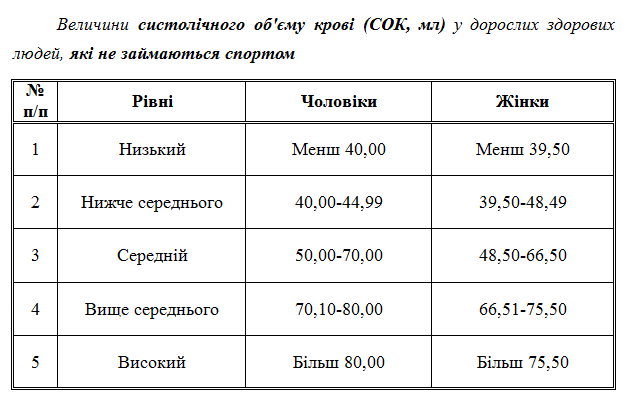 Величини систолічного об'єму крові (СОК, мл) у дорослих здорових
людей, які не займаються спортом
№ п/п Рівні Чоловіки Жінки
1 Низький Менш 40,00 Менш 39,50
2 Нижче середнього 40,00-44,99 39,50-48,49
3 Середній 50,00-70,00 48,50-66,50
4 Вище середнього 70,10-80,00 66,51-75,50
5 Високий Більш 80,00 Більш 75,50